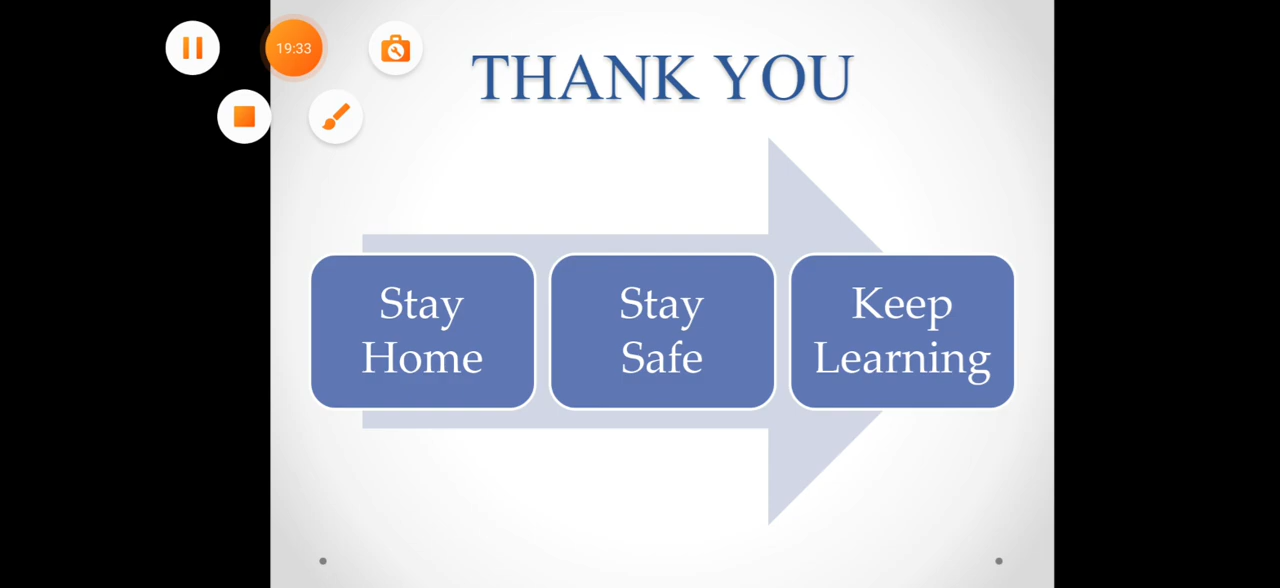 19:33
THANK YOU
Stay
Home
Stay
Safe
Keep
Learning